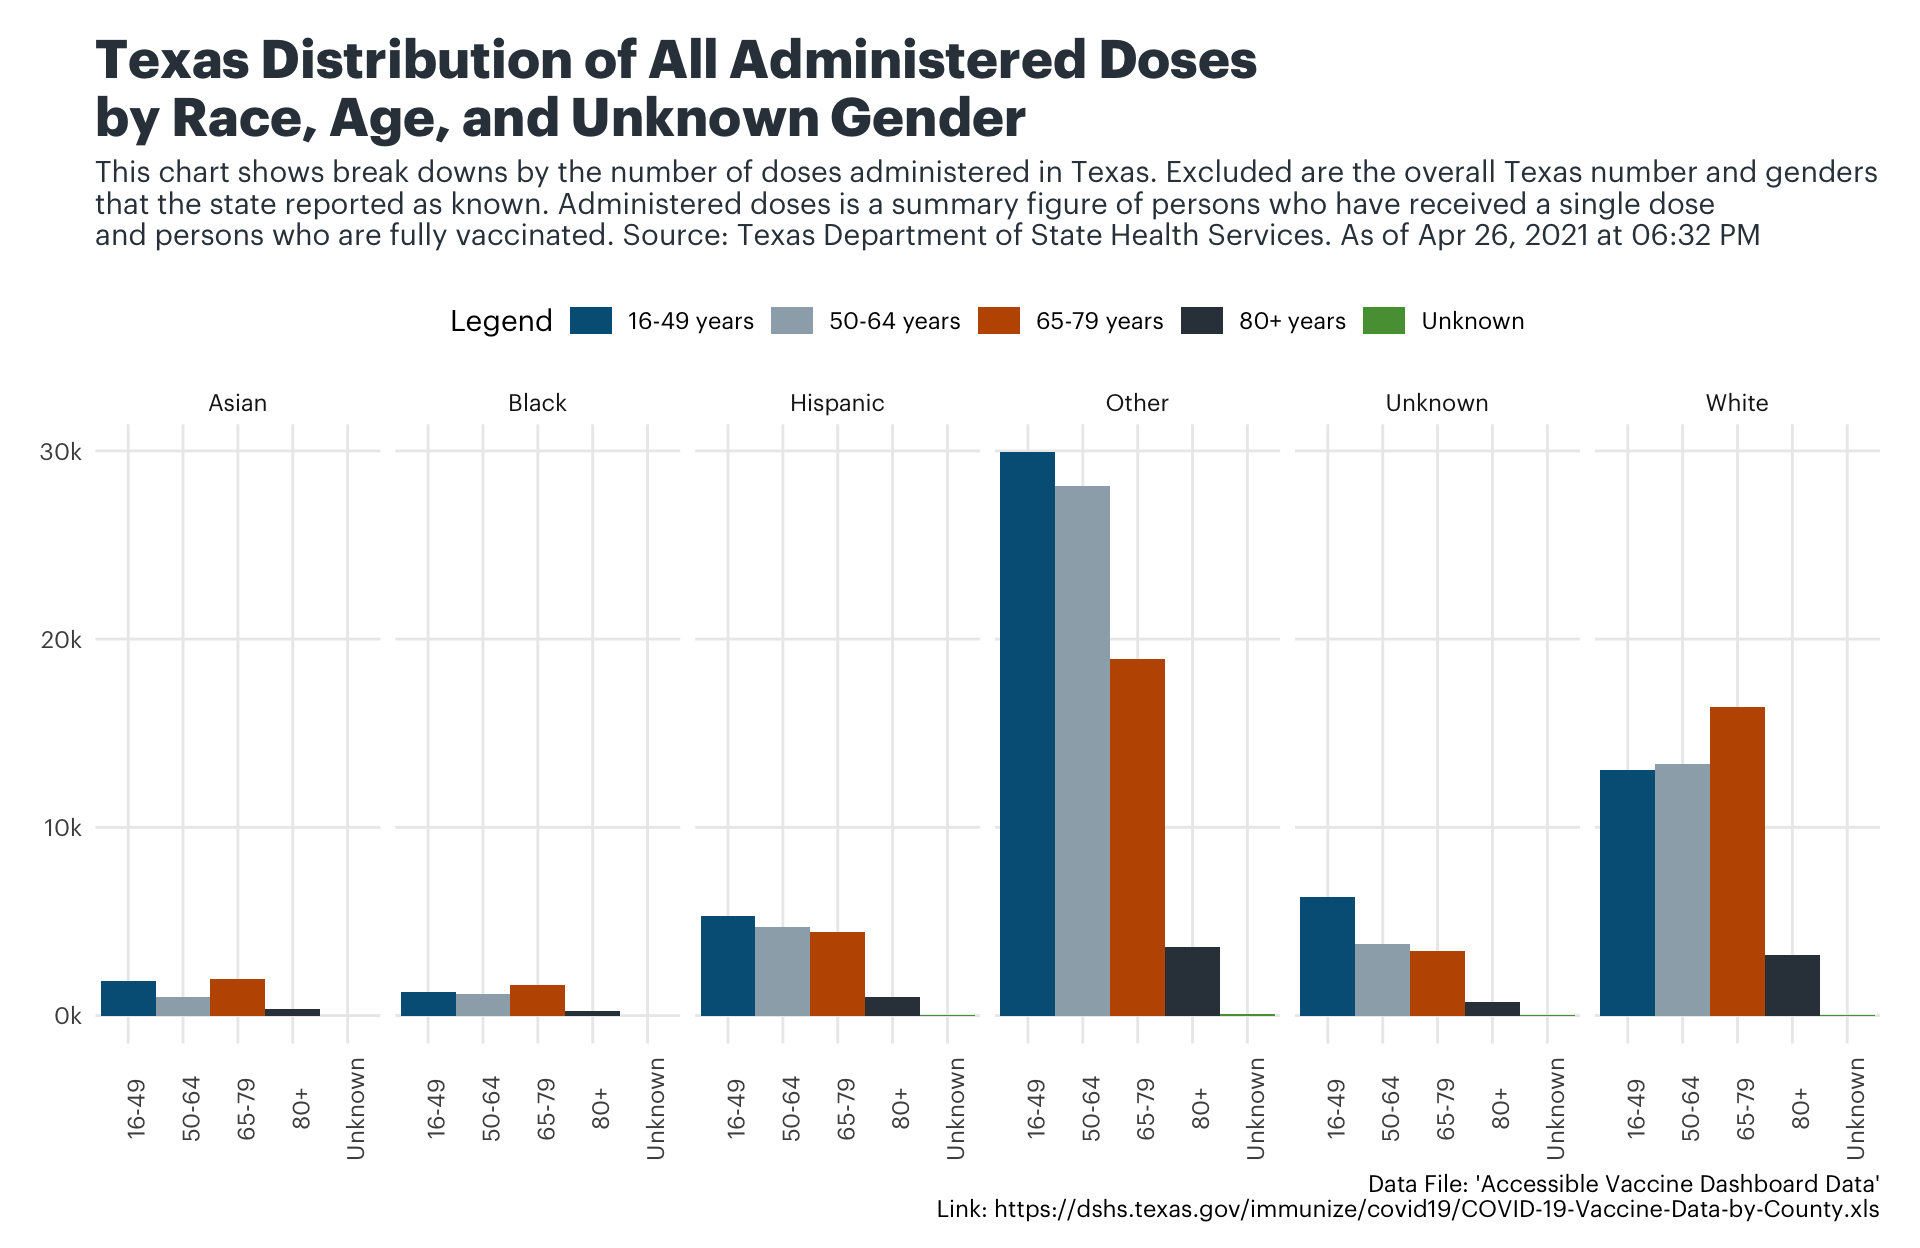 Texas Distribution of All Administered Doses
by Race, Age, and Unknown Gender
This chart shows break downs by the number of doses administered in Texas. Excluded are the overall Texas number and genders
that the state reported as known. Administered doses is a summary figure of persons who have received a single dose
and persons who are fully vaccinated. Source: Texas Department of State Health Services. As of Apr 26, 2021 at 06:32 PM
Legend 16-49 years 50-64 years 65-79 years 80+ years Unknown
Asian Black Hispanic Other Unknown White
30k
20k
10k
0k
16-49 50-64 65-79 80+ Unknown 16-49 50-64 65-79 80+ Unknown 16-49 50-64 65-79 80+ Unknown 16-49 50-64 65-79 80+ Unknown 16-49 50-64 65-79 80+ Unknown 16-49 50-64 65-79 80+ Unknown
Data File: 'Accessible Vaccine Dashboard Data'
Link: https://dshs.texas.gov/immunize/covid19/COVID-19-Vaccine-Data-by-County.xls